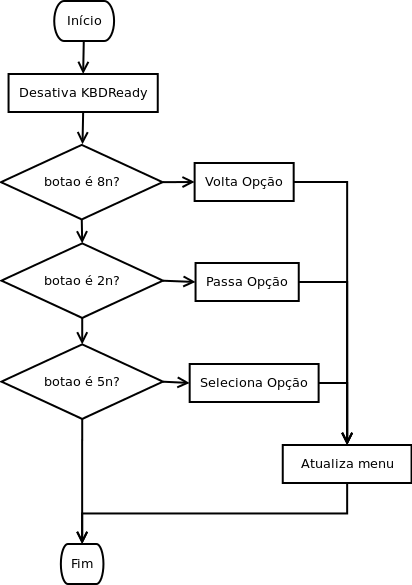 Início
Desativa KBDReady
botao é 8n?
Volta Opção
botao é 2n?
Passa Opção
botao é 5n?
Seleciona Opção
Atualiza menu
Fim